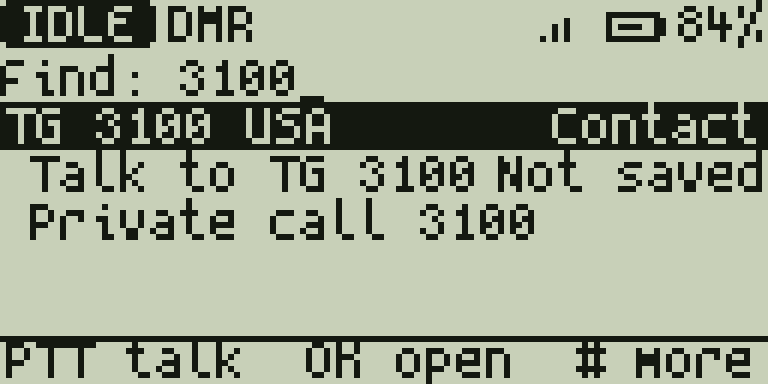 IDLE DMR 84%
Find: 3100_
TG 3100 USA Contact
Talk to TG 3100 Not saved
Private call 3100
PTT talk OK open # more